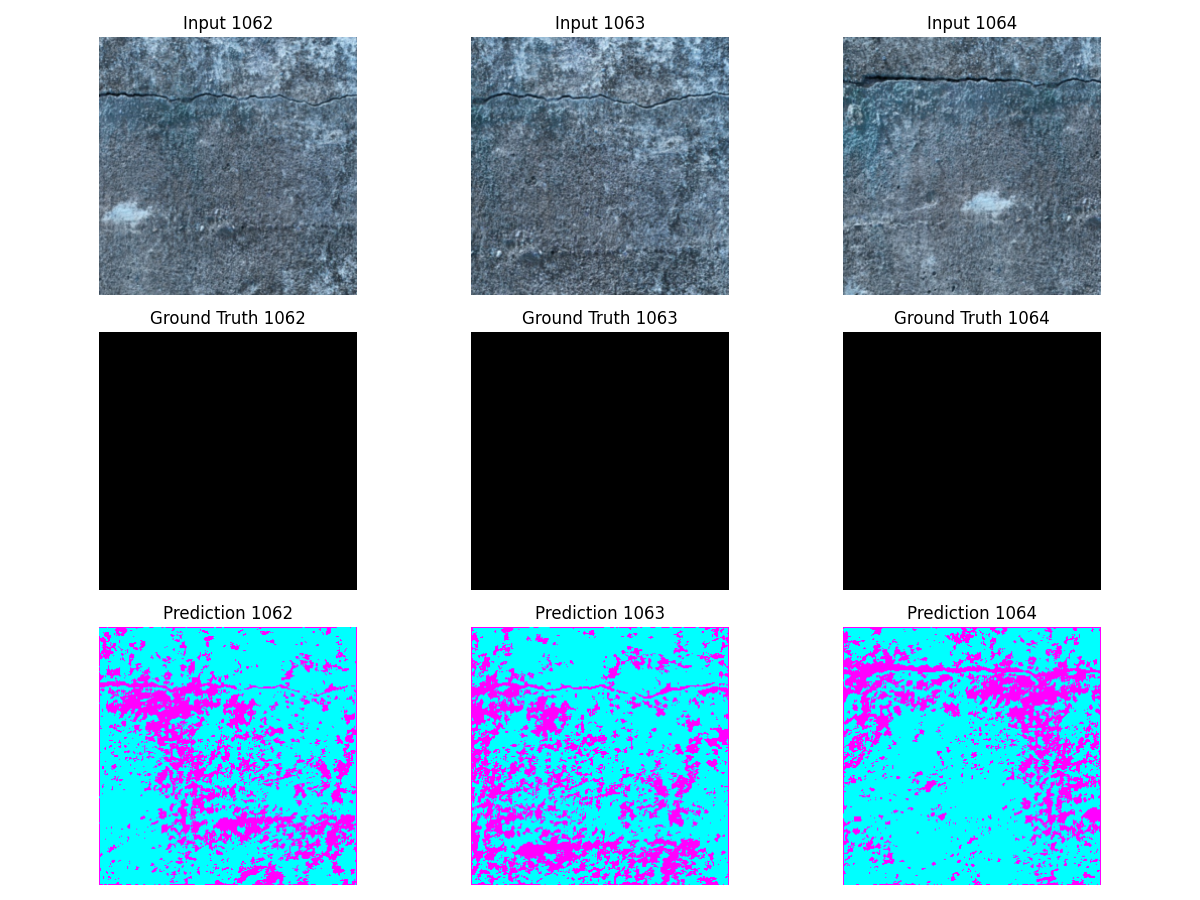 Input 1062
Input 1063
Input 1064
Ground Truth 1062
Ground Truth 1063
Ground Truth 1064
Prediction 1062
Prediction 1063
Prediction 1064